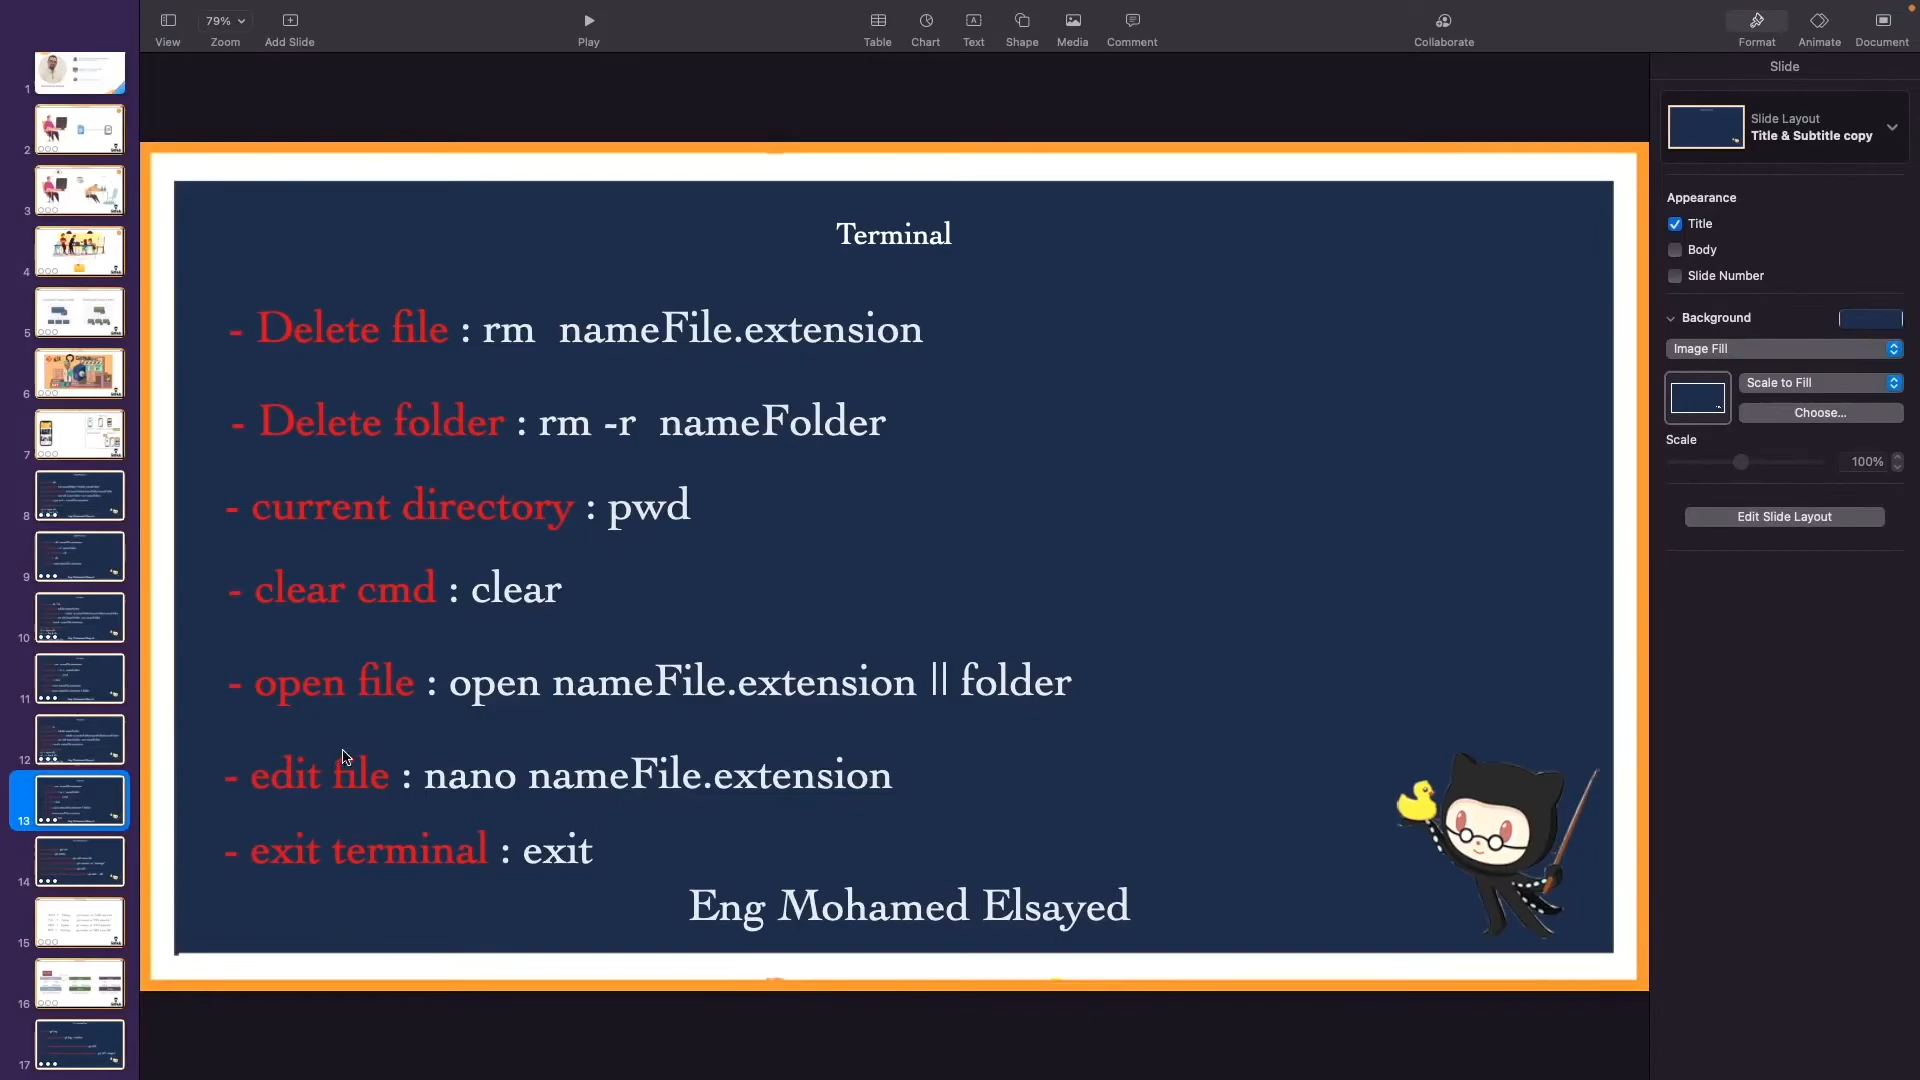 View
79%
Zoom
Add Slide
Play
Table
Chart
Text
Shape
Media
Comment
Collaborate
Format
Animate
Document
1
2
3
4
5
6
7
8
9
10
11
12
13
14
15
16
17
Terminal
- Delete file : rm  nameFile.extension
- Delete folder : rm -r  nameFolder
- current directory : pwd
- clear cmd : clear
- open file : open nameFile.extension || folder
- edit file : nano nameFile.extension
- exit terminal : exit
Eng Mohamed Elsayed
Slide
Slide Layout
Title & Subtitle copy
Appearance
Title
Body
Slide Number
Background
Image Fill
Scale to Fill
Choose...
Scale
100%
Edit Slide Layout